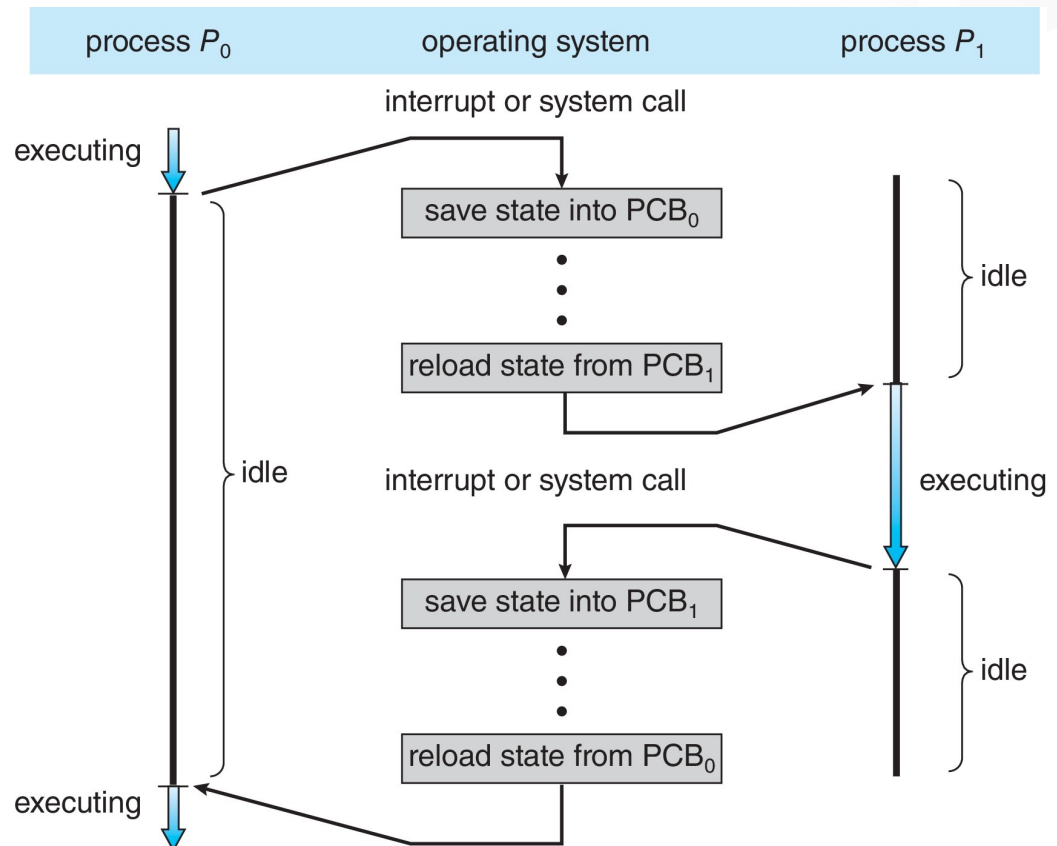 process P₀ operating system process P₁
interrupt or system call
executing
save state into PCB₀
idle
reload state from PCB₁
idle
interrupt or system call
executing
save state into PCB₁
idle
reload state from PCB₀
executing